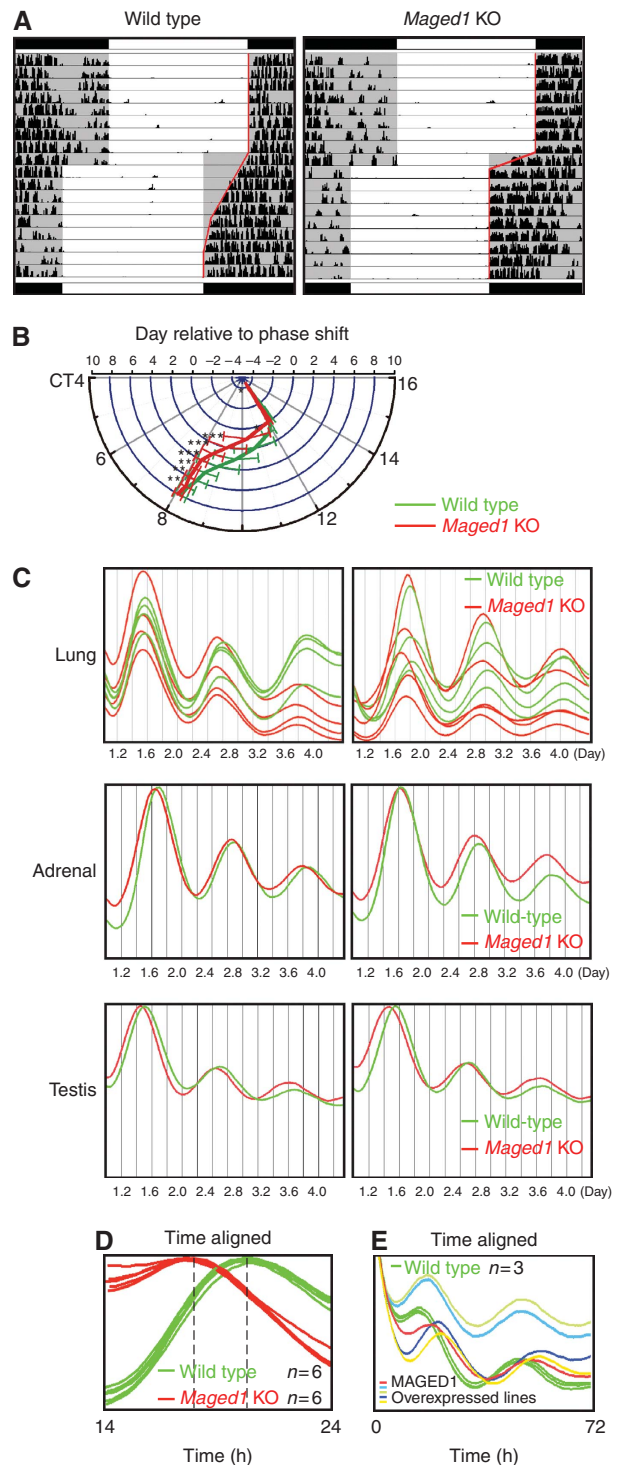 A
Wild type
Maged1 KO
B
Day relative to phase shift
10 8 6 4 2 0 −2 −4 −5 −4 −2 0 2 4 6 8 10
CT4
16
6
14
8
12
Wild type
Maged1 KO
C
Lung
Wild type
Maged1 KO
1.2 1.6 2.0 2.4 2.8 3.2 3.6 4.0
1.2 1.6 2.0 2.4 2.8 3.2 3.6 4.0 (Day)
Adrenal
Wild-type
Maged1 KO
1.2 1.6 2.0 2.4 2.8 3.2 3.6 4.0
1.2 1.6 2.0 2.4 2.8 3.2 3.6 4.0 (Day)
Testis
Wild-type
Maged1 KO
1.2 1.6 2.0 2.4 2.8 3.2 3.6 4.0
1.2 1.6 2.0 2.4 2.8 3.2 3.6 4.0 (Day)
D
Time aligned
Wild type n=6
Maged1 KO n=6
14
24
Time (h)
E
Time aligned
Wild type n=3
MAGED1
Overexpressed lines
0
72
Time (h)